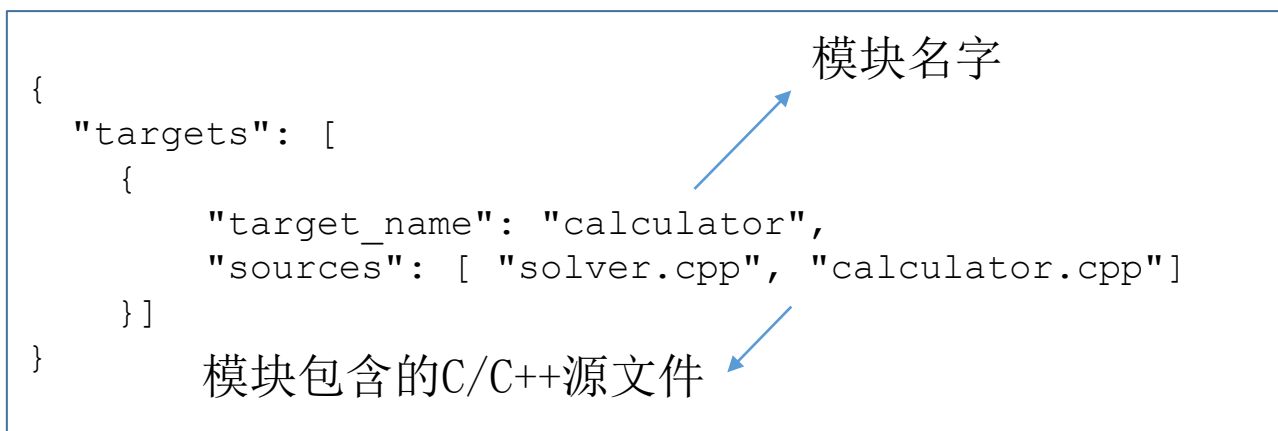 模块名字
{
"targets": [
{
"target_name": "calculator",
"sources": [ "solver.cpp", "calculator.cpp"]
}]
}
模块包含的C/C++源文件